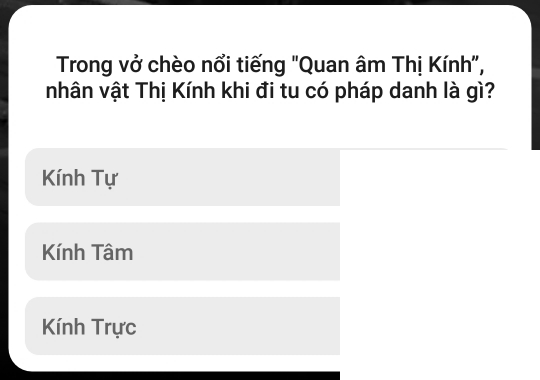 Trong vở chèo nổi tiếng "Quan âm Thị Kính”,
nhân vật Thị Kính khi đi tu có pháp danh là gì?
Kính Tự
Kính Tâm
Kính Trực